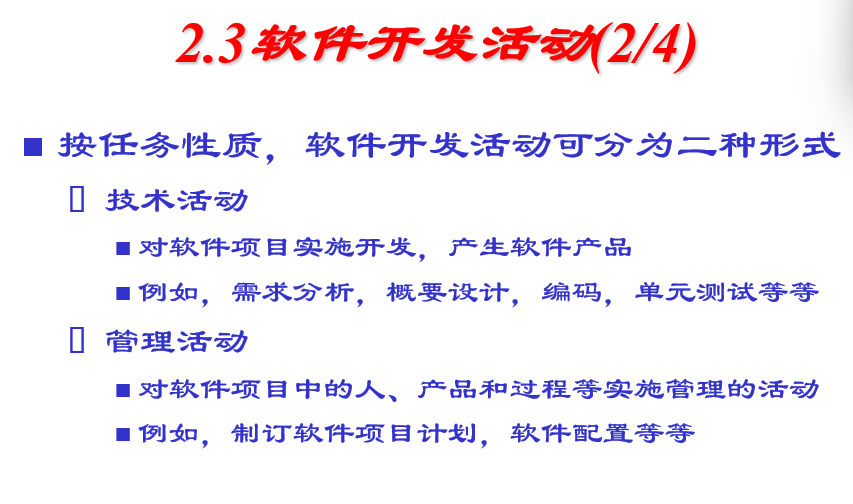 2.3软件开发活动(2/4)
按任务性质，软件开发活动可分为二种形式
技术活动
对软件项目实施开发，产生软件产品
例如，需求分析，概要设计，编码，单元测试等等
管理活动
对软件项目中的人、产品和过程等实施管理的活动
例如，制订软件项目计划，软件配置等等